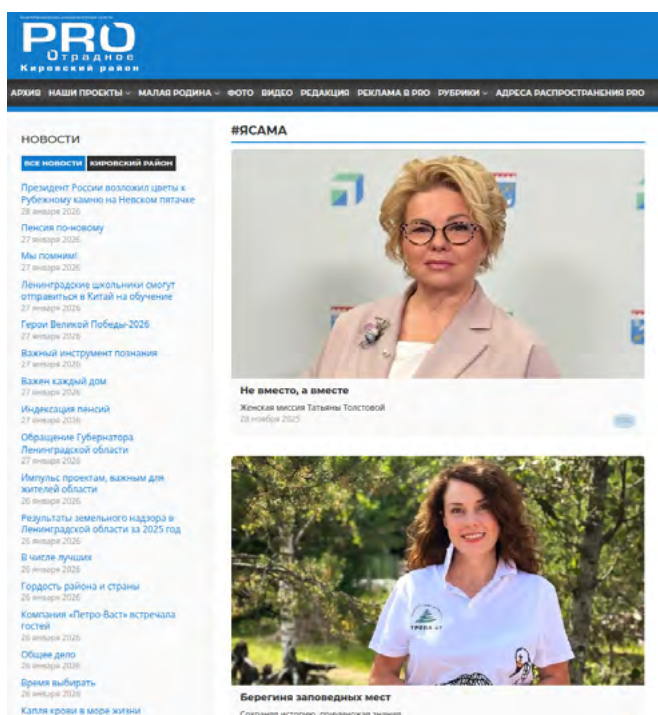 PRO
Отрадное
Кировский район
АРХИВ НАШИ ПРОЕКТЫ МАЛАЯ РОДИНА ФОТО ВИДЕО РЕДАКЦИЯ РЕКЛАМА В PRO РУБРИКИ АДРЕСА РАСПРОСТРАНЕНИЯ PRO
НОВОСТИ
ВСЕ НОВОСТИ КИРОВСКИЙ РАЙОН
Президент России возложил цветы к
Рубежному камню на Невском пятачке
28 января 2026
Пенсия по-новому
27 января 2026
Мы помним!
27 января 2026
Ленинградские школьники смогут
отправиться в Китай на обучение
27 января 2026
Герои Великой Победы-2026
27 января 2026
Важный инструмент познания
27 января 2026
Важен каждый дом
27 января 2026
Индексация пенсий
27 января 2026
Обращение Губернатора
Ленинградской области
27 января 2026
Импульс проектам, важным для
жителей области
26 января 2026
Результаты земельного надзора в
Ленинградской области за 2025 год
26 января 2026
В числе лучших
26 января 2026
Гордость района и страны
26 января 2026
Компания «Петро-Васт» встречала
гостей
26 января 2026
Общее дело
26 января 2026
Время выбирать
26 января 2026
Капля крови в море жизни
#ЯСАМА
Не вместо, а вместе
Женская миссия Татьяны Толстовой
28 ноября 2025
Берегиня заповедных мест
Сохраняя историю, приумножая знания